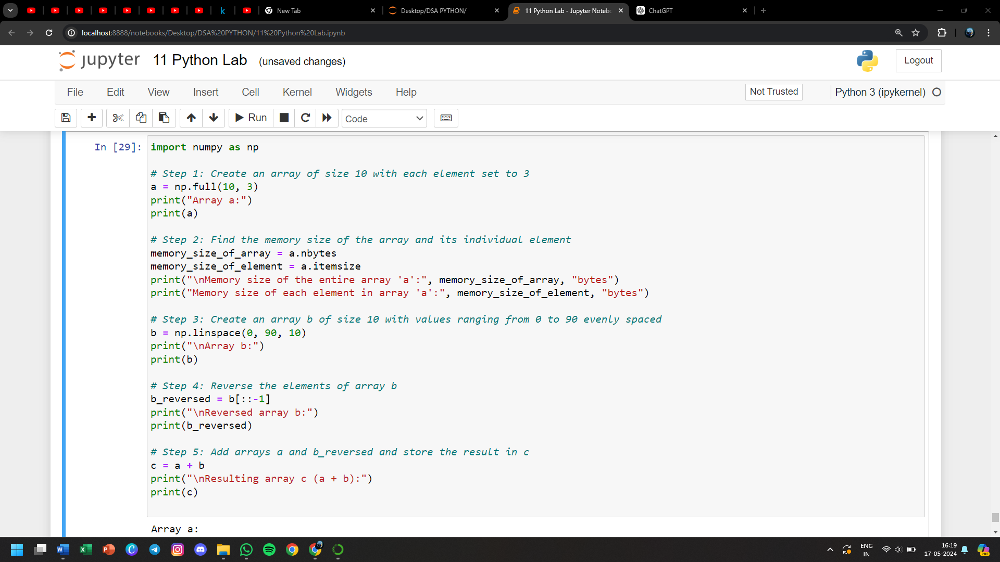 New Tab
Desktop/DSA PYTHON/
11 Python Lab - Jupyter Notebo
ChatGPT
localhost:8888/notebooks/Desktop/DSA%20PYTHON/11%20Python%20Lab.ipynb
jupyter 11 Python Lab (unsaved changes)
Logout
File Edit View Insert Cell Kernel Widgets Help
Not Trusted
Python 3 (ipykernel)
Run
Code
In [29]:
import numpy as np
# Step 1: Create an array of size 10 with each element set to 3
a = np.full(10, 3)
print("Array a:")
print(a)
# Step 2: Find the memory size of the array and its individual element
memory_size_of_array = a.nbytes
memory_size_of_element = a.itemsize
print("\nMemory size of the entire array 'a':", memory_size_of_array, "bytes")
print("Memory size of each element in array 'a':", memory_size_of_element, "bytes")
# Step 3: Create an array b of size 10 with values ranging from 0 to 90 evenly spaced
b = np.linspace(0, 90, 10)
print("\nArray b:")
print(b)
# Step 4: Reverse the elements of array b
b_reversed = b[::-1]
print("\nReversed array b:")
print(b_reversed)
# Step 5: Add arrays a and b_reversed and store the result in c
c = a + b
print("\nResulting array c (a + b):")
print(c)
Array a:
ENG
IN
16:19
17-05-2024